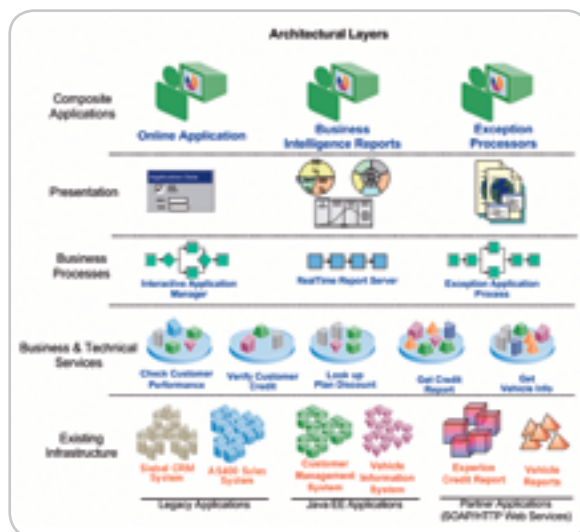 Architectural Layers
Composite
Applications
Online Application
Business
Intelligence Reports
Exception
Processors
Presentation
Business
Processes
Interactive Application
Manager
RealTime Report Server
Exception Application
Process
Business & Technical
Services
Check Customer
Performance
Verify Customer
Credit
Look up
Plan Discount
Get Credit
Report
Get
Vehicle Info
Existing
Infrastructure
Siebel CRM
System
AS400 Sales
System
Customer
Management
System
Vehicle
Information
System
Experian
Credit Report
Vehicle
Reports
Legacy Applications
Java/EE Applications
Partner Applications
(SOAP/HTTP Web Services)